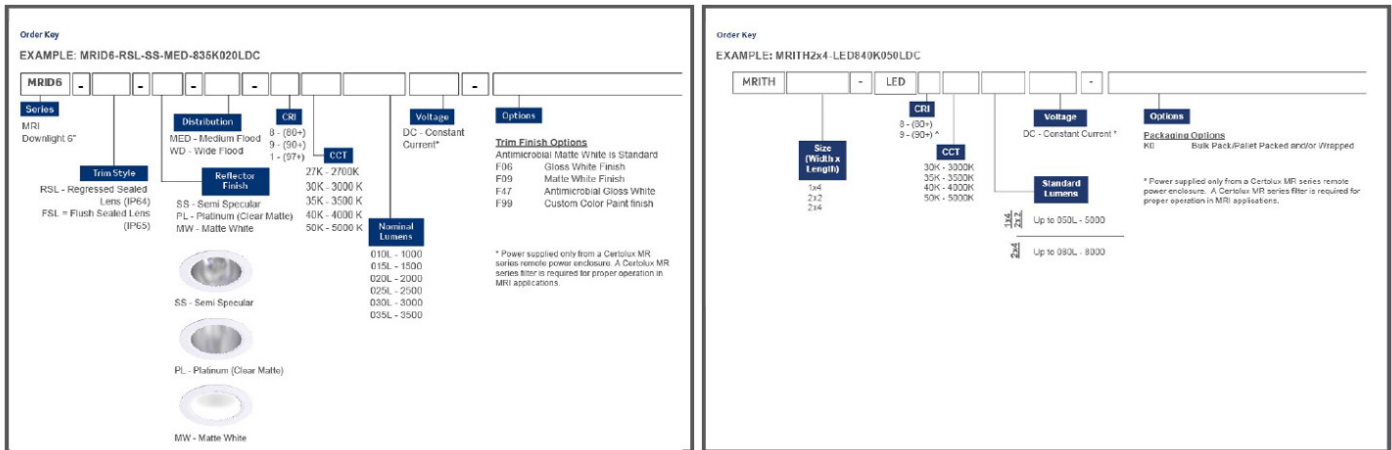 Order Key
EXAMPLE: MRID6-RSL-SS-MED-835K020LDC
MRID6 - - - - -
Series
MRI
Downlight 6"
Trim Style
RSL - Regressed Sealed
Lens (IP64)
FSL = Flush Sealed Lens
(IP65)
Distribution
MED - Medium Flood
WD - Wide Flood
Reflector
Finish
SS - Semi Specular
PL - Platinum (Clear Matte)
MW - Matte White
SS - Semi Specular
PL - Platinum (Clear Matte)
MW - Matte White
CRI
8 - (80+)
9 - (90+)
1 - (97+)
CCT
27K - 2700K
30K - 3000 K
35K - 3500 K
40K - 4000 K
50K - 5000 K
Nominal
Lumens
010L - 1000
015L - 1500
020L - 2000
025L - 2500
030L - 3000
035L - 3500
Voltage
DC - Constant
Current*
Options
Trim Finish Options
Antimicrobial Matte White is Standard
F06 Gloss White Finish
F09 Matte White Finish
F47 Antimicrobial Gloss White
F99 Custom Color Paint finish
* Power supplied only from a Certolux MR
series remote power enclosure. A Certolux MR
series filter is required for proper operation in
MRI applications.
Order Key
EXAMPLE: MRITH2x4-LED840K050LDC
MRITH - LED -
Size
(Width x
Length)
1x4
2x2
2x4
CRI
8 - (80+)
9 - (90+) ^
CCT
30K - 3000K
35K - 3500K
40K - 4000K
50K - 5000K
Standard
Lumens
1x4
2x2
Up to 050L - 5000
2x4
Up to 080L - 8000
Voltage
DC - Constant Current *
Options
Packaging Options
K0 Bulk Pack/Pallet Packed and/or Wrapped
* Power supplied only from a Certolux MR series remote
power enclosure. A Certolux MR series filter is required for
proper operation in MRI applications.